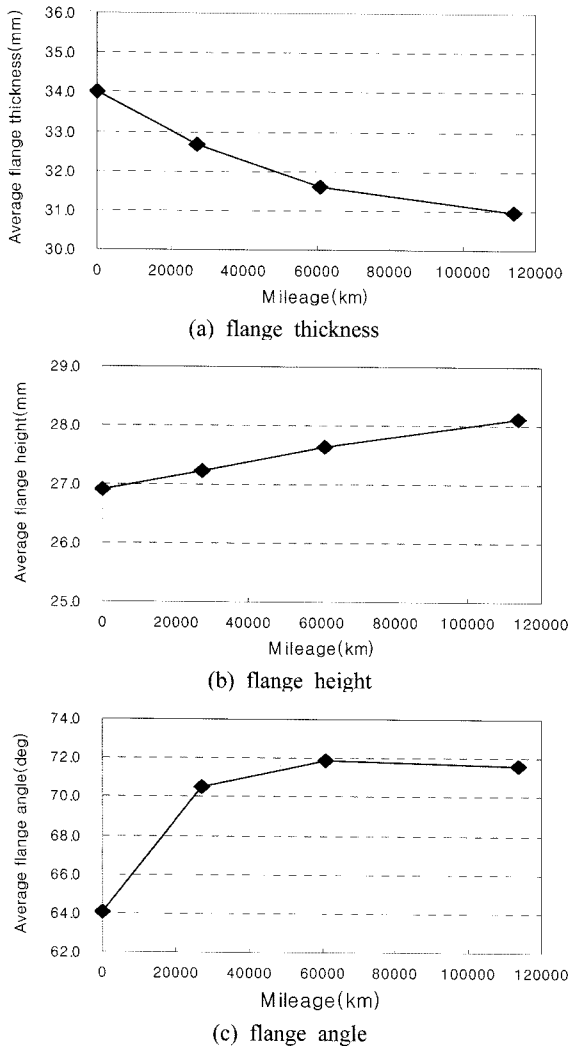 Average flange thickness(mm)
36.0
35.0
34.0
33.0
32.0
31.0
30.0
0 20000 40000 60000 80000 100000 120000
Mileage(km)
(a) flange thickness
Average flange height(mm
29.0
28.0
27.0
26.0
25.0
0 20000 40000 60000 80000 100000 120000
Mileage(km)
(b) flange height
Average flange angle(deg)
74.0
72.0
70.0
68.0
66.0
64.0
62.0
0 20000 40000 60000 80000 100000 120000
Mileage(km)
(c) flange angle